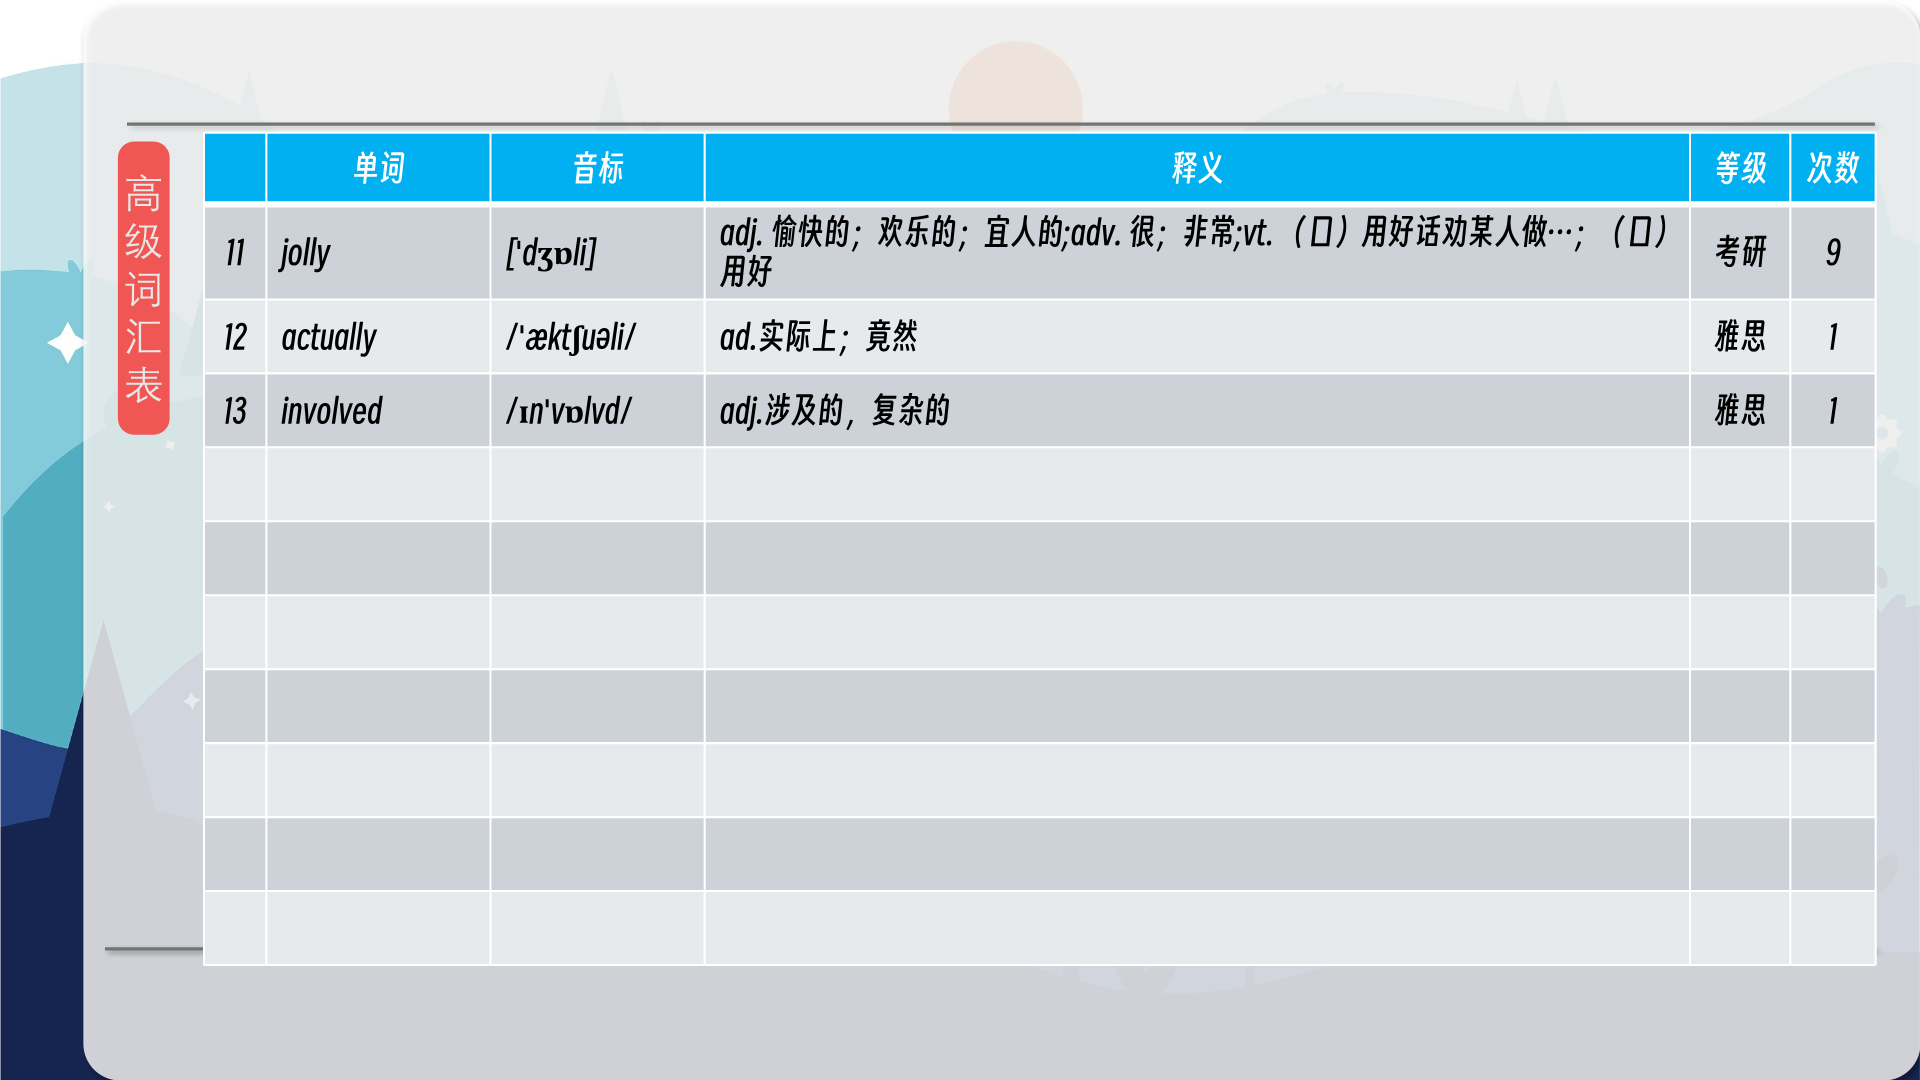 高级词汇表
单词 音标 释义 等级 次数
11 jolly [ˈdʒɒli] adj. 愉快的；欢乐的；宜人的;adv. 很；非常;vt.（口）用好话劝某人做…；（口）
用好 考研 9
12 actually /ˈæktʃuəli/ ad.实际上；竟然 雅思 1
13 involved /ɪnˈvɒlvd/ adj.涉及的，复杂的 雅思 1